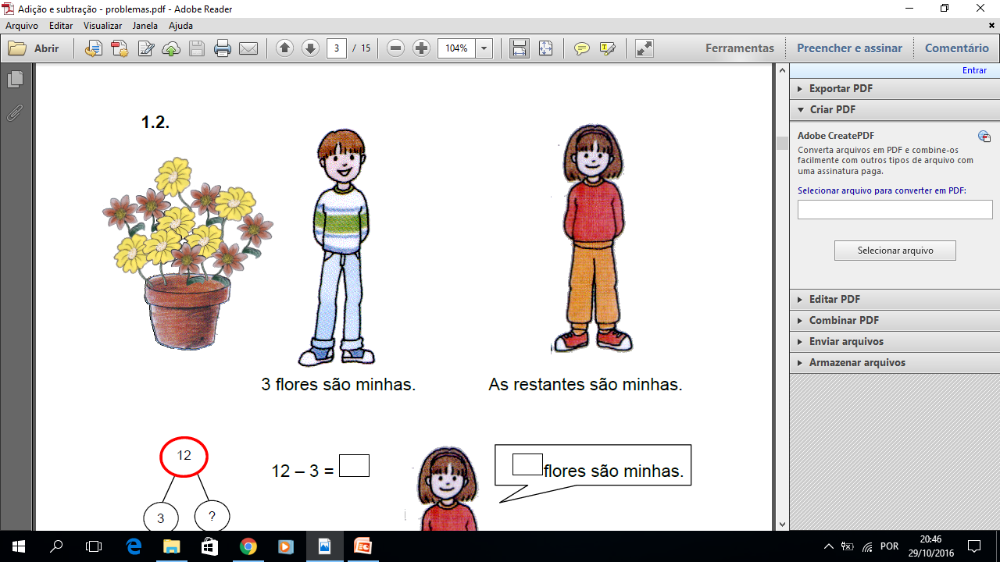 Adição e subtração - problemas.pdf - Adobe Reader
Arquivo Editar Visualizar Janela Ajuda
Abrir 3 / 15 104% Ferramentas Preencher e assinar Comentário
Entrar
Exportar PDF
Criar PDF
Adobe CreatePDF
Converta arquivos em PDF e combine-os
facilmente com outros tipos de arquivo com
uma assinatura paga.
Selecionar arquivo para converter em PDF:
Selecionar arquivo
Editar PDF
Combinar PDF
Enviar arquivos
Armazenar arquivos
1.2.
3 flores são minhas.
As restantes são minhas.
12
3
?
12 – 3 =
flores são minhas.
POR
20:46
29/10/2016